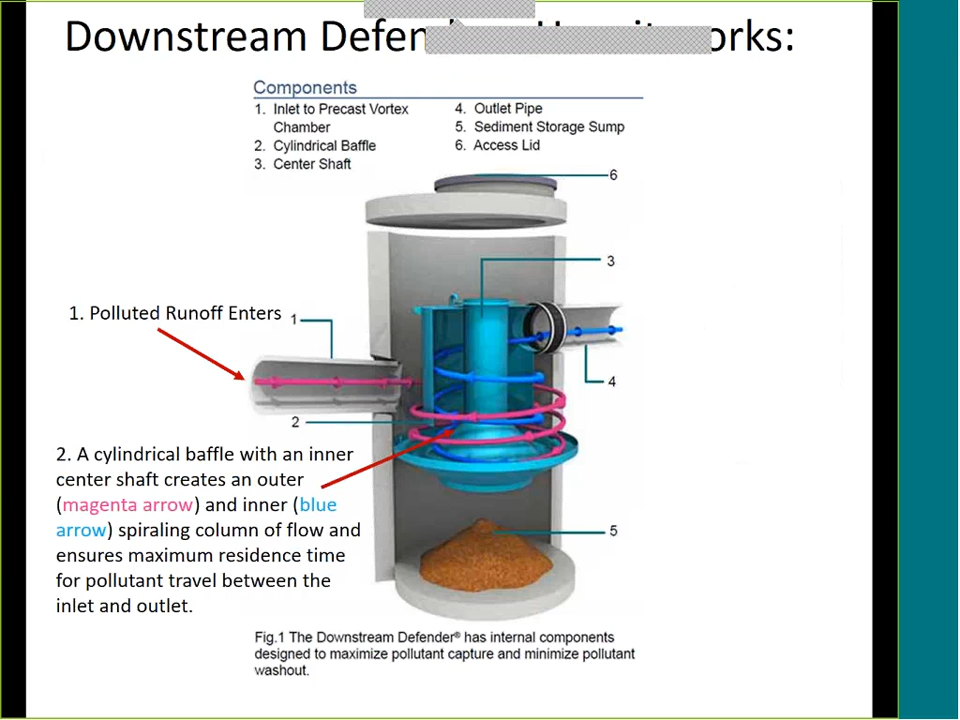 Downstream
Components
1. Inlet to Precast Vortex
Chamber
2. Cylindrical Baffle
3. Center Shaft
4. Outlet Pipe
5. Sediment Storage Sump
6. Access Lid
6
3
1. Polluted Runoff Enters
1
4
2
2. A cylindrical baffle with an inner
center shaft creates an outer
(magenta arrow) and inner (blue
arrow) spiraling column of flow and
ensures maximum residence time
for pollutant travel between the
inlet and outlet.
5
Fig.1 The Downstream Defender® has internal components
designed to maximize pollutant capture and minimize pollutant
washout.